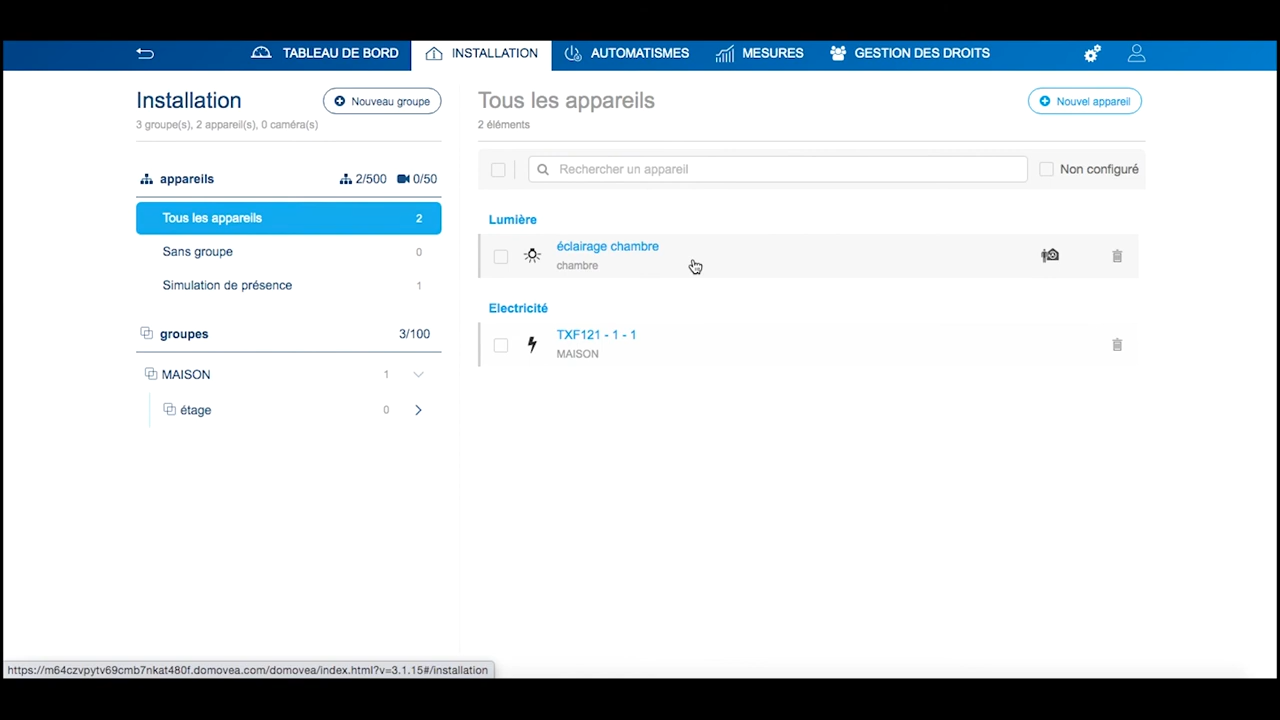 TABLEAU DE BORD
INSTALLATION
AUTOMATISMES
MESURES
GESTION DES DROITS
Installation
Nouveau groupe
3 groupe(s), 2 appareil(s), 0 caméra(s)
appareils 2/500 0/50
Tous les appareils 2
Sans groupe 0
Simulation de présence 1
groupes 3/100
MAISON 1
étage 0
Tous les appareils
Nouvel appareil
2 éléments
Rechercher un appareil
Non configuré
Lumière
éclairage chambre
chambre
Electricité
TXF121 - 1 - 1
MAISON
https://m64czvpytv69cmb7nkat480f.domovea.com/domovea/index.html?v=3.1.15#/installation